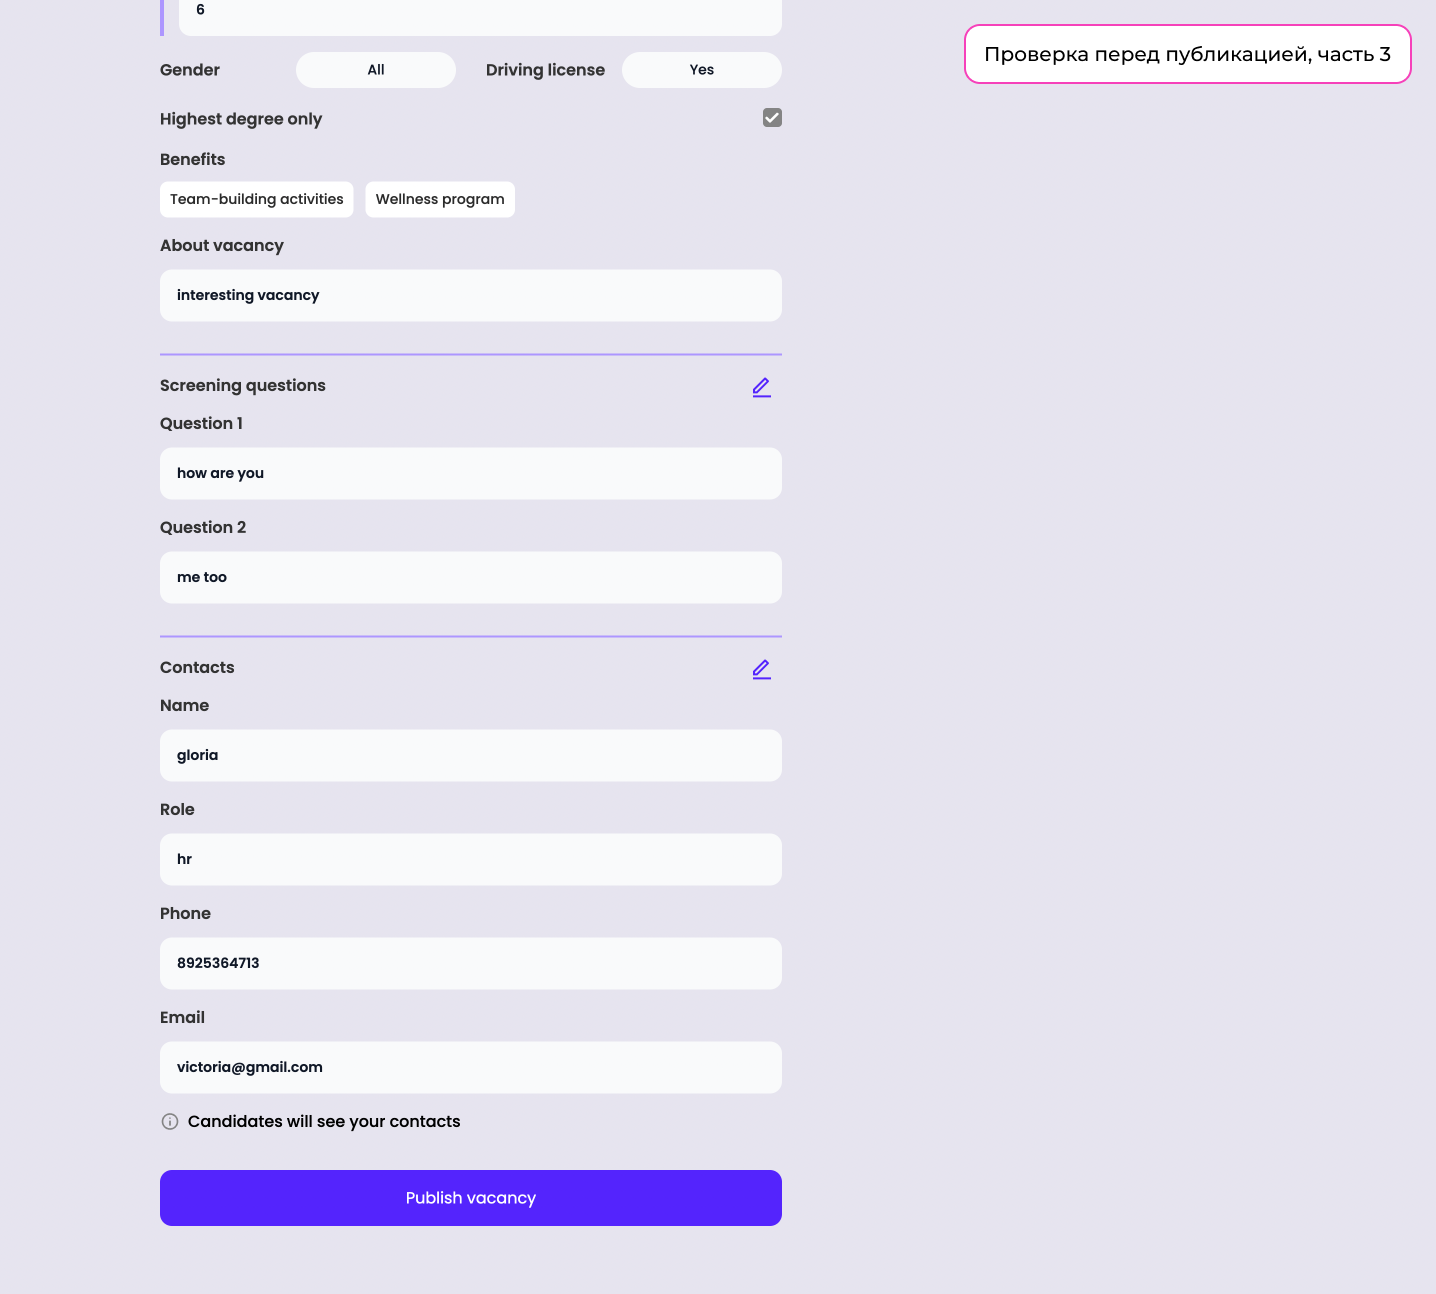 6
Проверка перед публикацией, часть 3
Gender All Driving license Yes
Highest degree only
Benefits
Team-building activities Wellness program
About vacancy
interesting vacancy
Screening questions
Question 1
how are you
Question 2
me too
Contacts
Name
gloria
Role
hr
Phone
8925364713
Email
victoria@gmail.com
Candidates will see your contacts
Publish vacancy